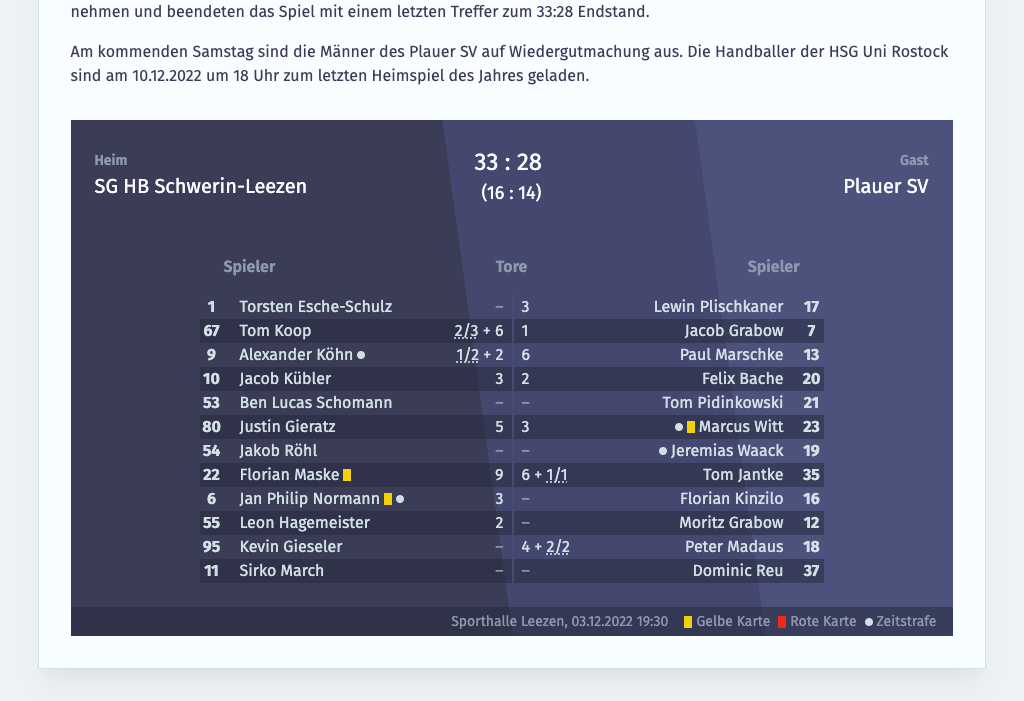 nehmen und beendeten das Spiel mit einem letzten Treffer zum 33:28 Endstand.
Am kommenden Samstag sind die Männer des Plauer SV auf Wiedergutmachung aus. Die Handballer der HSG Uni Rostock
sind am 10.12.2022 um 18 Uhr zum letzten Heimspiel des Jahres geladen.
Heim 33 : 28 Gast
SG HB Schwerin-Leezen (16 : 14) Plauer SV
Spieler Tore Spieler
1 Torsten Esche-Schulz – 3 Lewin Plischkaner 17
67 Tom Koop 2/3 + 6 1 Jacob Grabow 7
9 Alexander Köhn 1/2 + 2 6 Paul Marschke 13
10 Jacob Kübler 3 2 Felix Bache 20
53 Ben Lucas Schomann – – Tom Pidinkowski 21
80 Justin Gieratz 5 3 Marcus Witt 23
54 Jakob Röhl – – Jeremias Waack 19
22 Florian Maske 9 6 + 1/1 Tom Jantke 35
6 Jan Philip Normann 3 – Florian Kinzilo 16
55 Leon Hagemeister 2 – Moritz Grabow 12
95 Kevin Gieseler – 4 + 2/2 Peter Madaus 18
11 Sirko March – – Dominic Reu 37
Sporthalle Leezen, 03.12.2022 19:30 Gelbe Karte Rote Karte Zeitstrafe